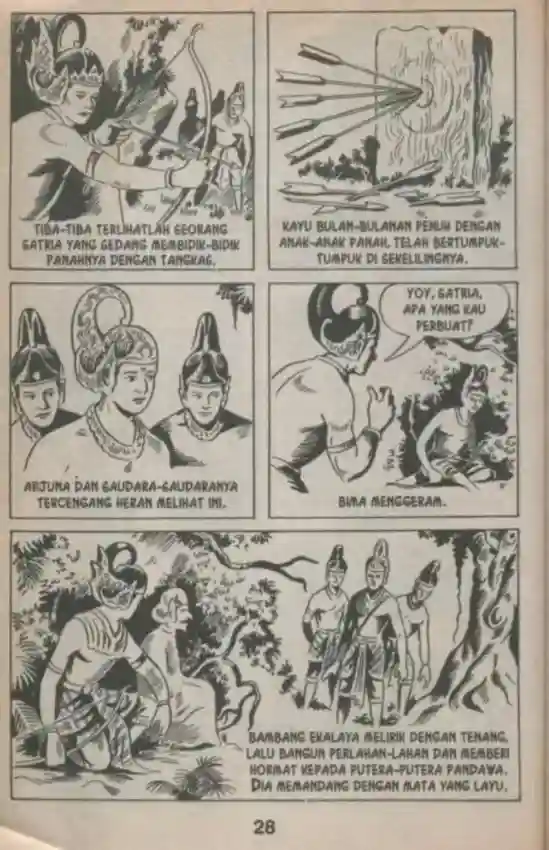 TIBA-TIBA TERLIHATLAH SEORANG
SATRIA YANG SEDANG MEMBIDIK-BIDIK
PANAHNYA DENGAN TANGKAS.
KAYU BULAN-BULANAN PENUH DENGAN
ANAK-ANAK PANAH, TELAH BERTUMPUK-
TUMPUK DI SEKELILINGNYA.
ARJUNA DAN SAUDARA-SAUDARANYA
TERCENGANG HERAN MELIHAT INI.
YOY, SATRIA,
APA YANG KAU
PERBUAT?
BIMA MENGGERAM.
BAMBANG EKALAYA MELIRIK DENGAN TENANG,
LALU BANGUN PERLAHAN-LAHAN DAN MEMBERI
HORMAT KEPADA PUTERA-PUTERA PANDAWA.
DIA MEMANDANG DENGAN MATA YANG LAYU.
28